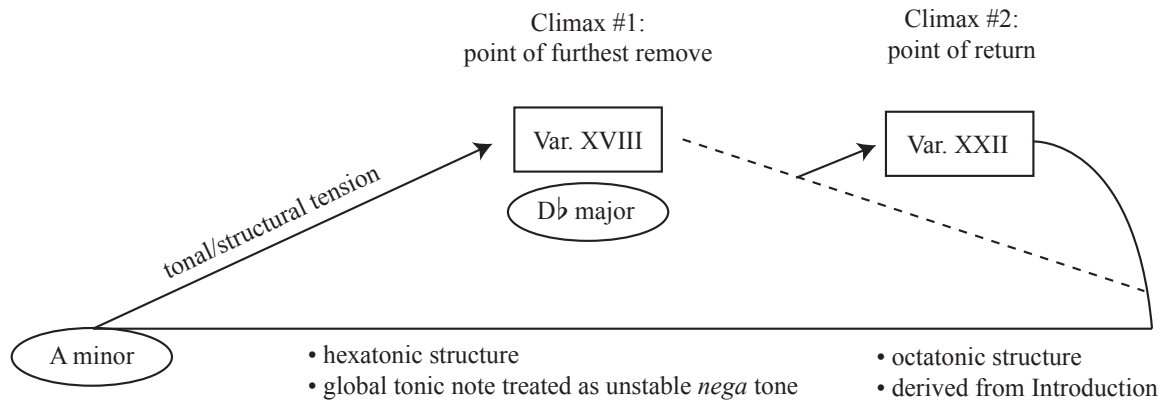 Climax #1:
point of furthest remove
Climax #2:
point of return
Var. XVIII
Var. XXII
D♭ major
tonal/structural tension
A minor
• hexatonic structure
• global tonic note treated as unstable nega tone
• octatonic structure
• derived from Introduction